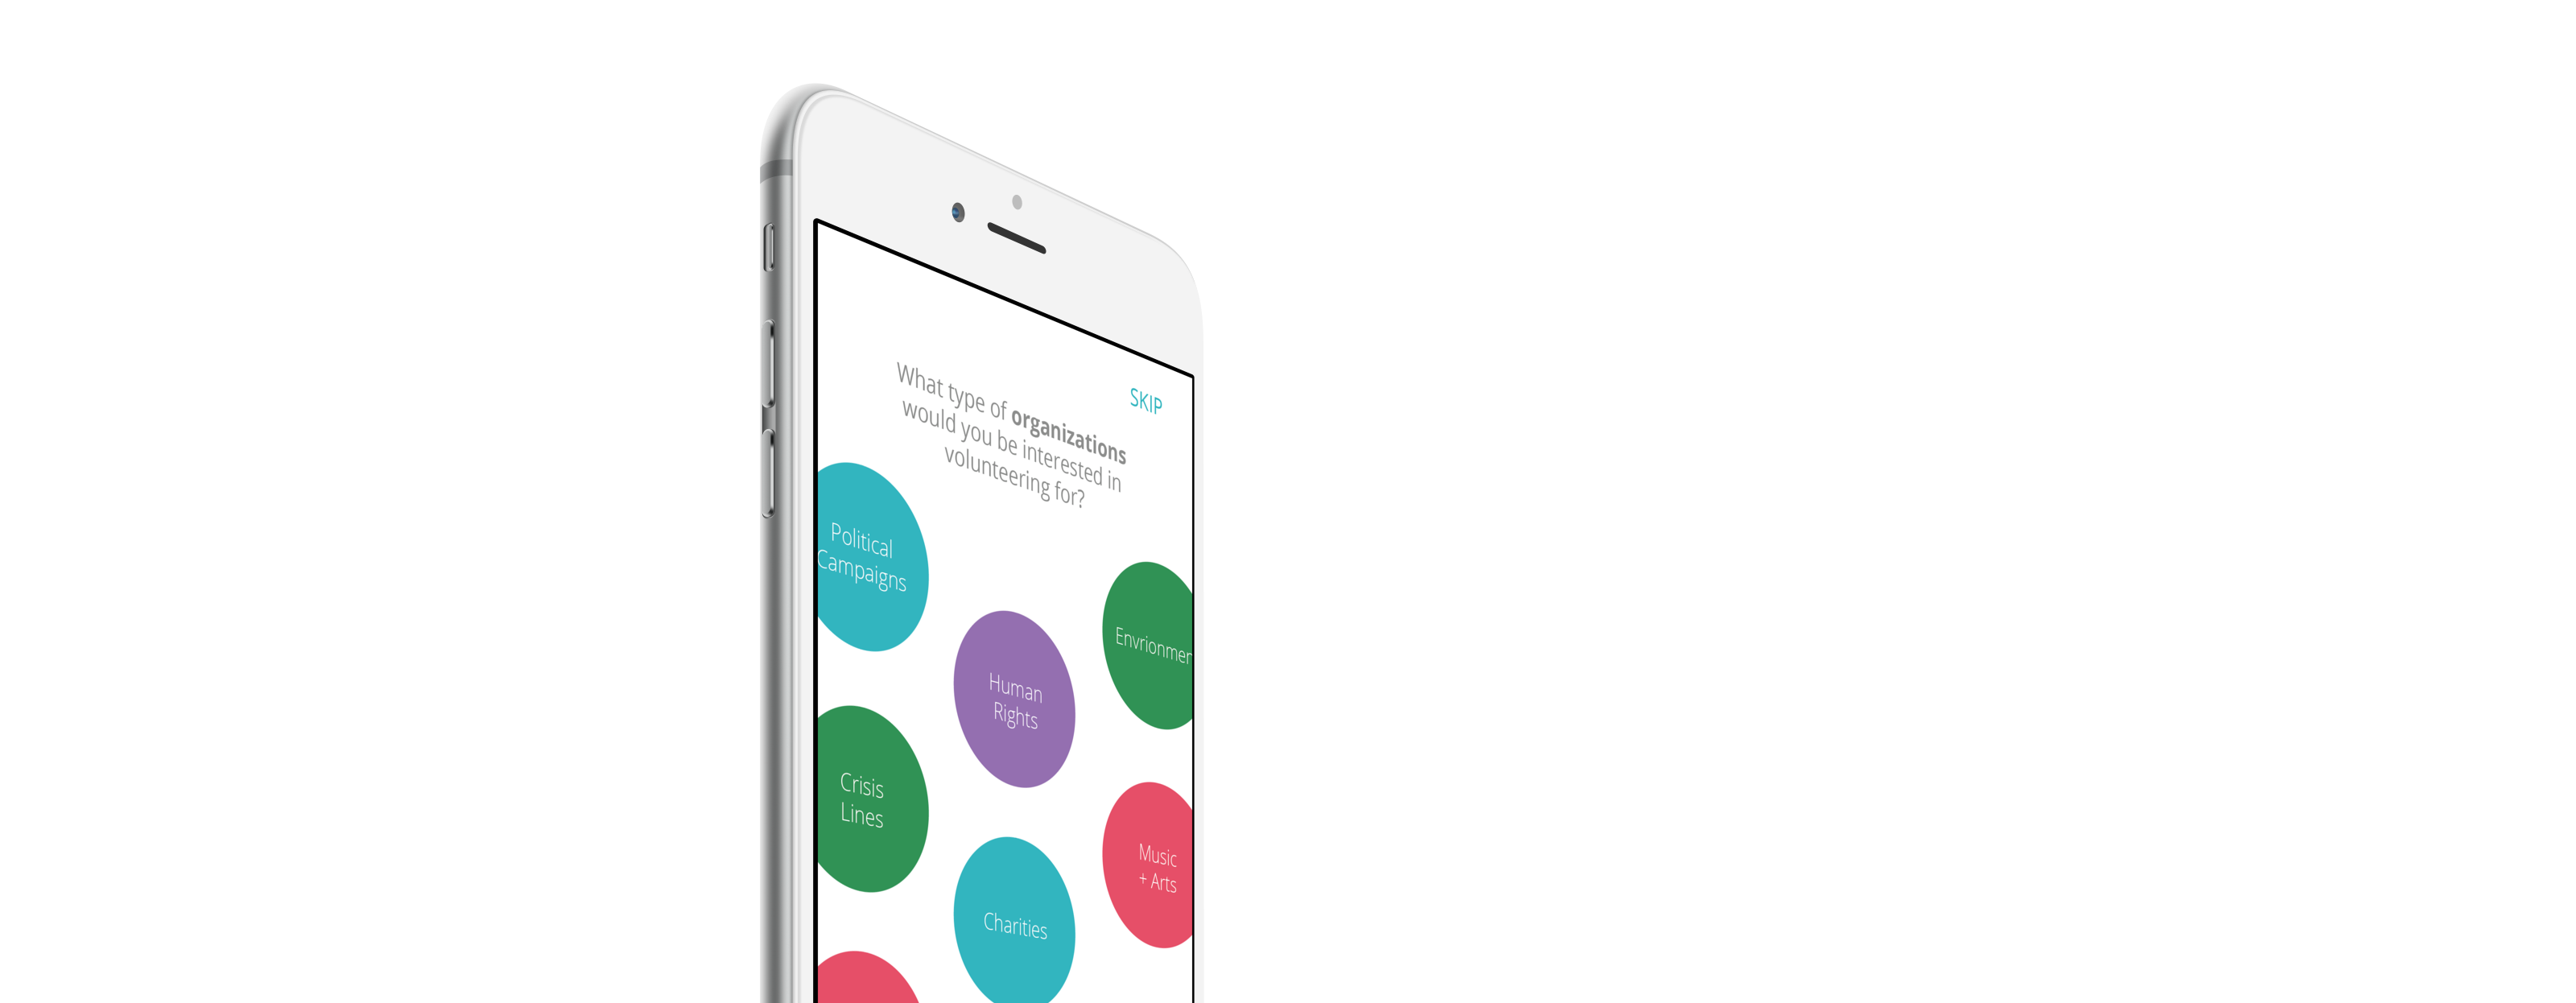 SKIP
What type of organizations
would you be interested in
volunteering for?
Political
Campaigns
Envrionmen
Human
Rights
Crisis
Lines
Music
+ Arts
Charities